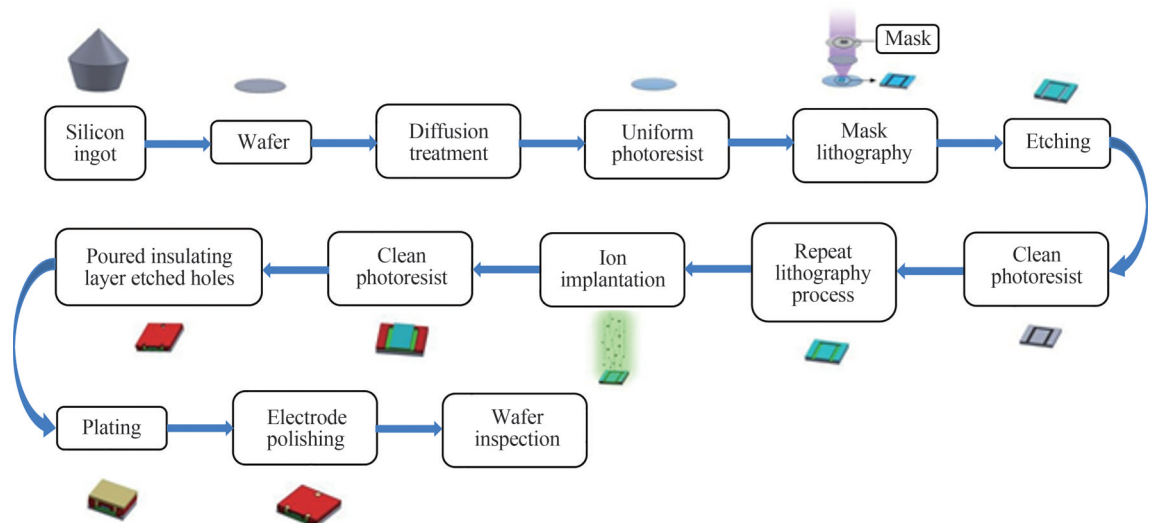 Mask
Silicon
ingot
Wafer
Diffusion
treatment
Uniform
photoresist
Mask
lithography
Etching
Clean
photoresist
Repeat
lithography
process
Ion
implantation
Clean
photoresist
Poured insulating
layer etched holes
Plating
Electrode
polishing
Wafer
inspection